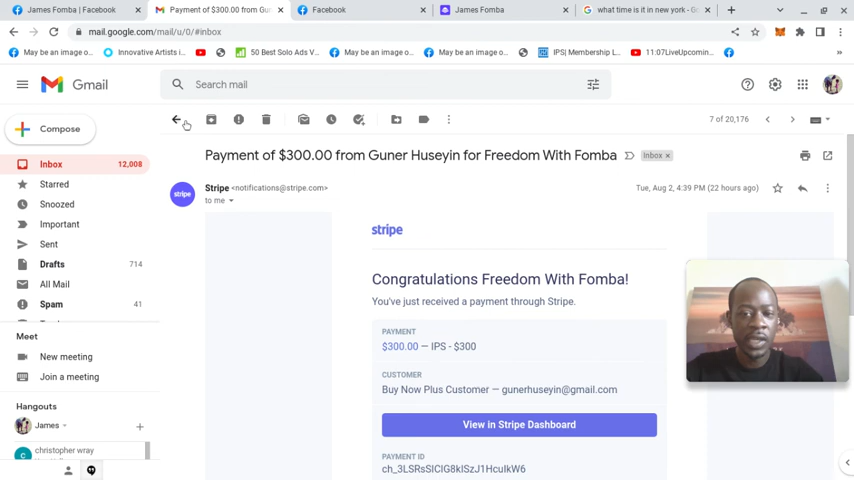 James Fomba | Facebook
Payment of $300.00 from Gun
Facebook
James Fomba
what time is it in new york - Go
mail.google.com/mail/u/0/#inbox
May be an image o...
Innovative Artists i...
50 Best Solo Ads V...
May be an image o...
May be an image o...
IPS| Membership L...
11:07LiveUpcomin...
Gmail
Search mail
Compose
7 of 20,176
Inbox 12,008
Starred
Snoozed
Important
Sent
Drafts 714
All Mail
Spam 41
Meet
New meeting
Join a meeting
Hangouts
James
christopher wray
Payment of $300.00 from Guner Huseyin for Freedom With Fomba
Inbox x
stripe
Stripe <notifications@stripe.com>
Tue, Aug 2, 4:39 PM (22 hours ago)
to me
stripe
Congratulations Freedom With Fomba!
You've just received a payment through Stripe.
PAYMENT
$300.00 — IPS - $300
CUSTOMER
Buy Now Plus Customer — gunerhuseyin@gmail.com
View in Stripe Dashboard
PAYMENT ID